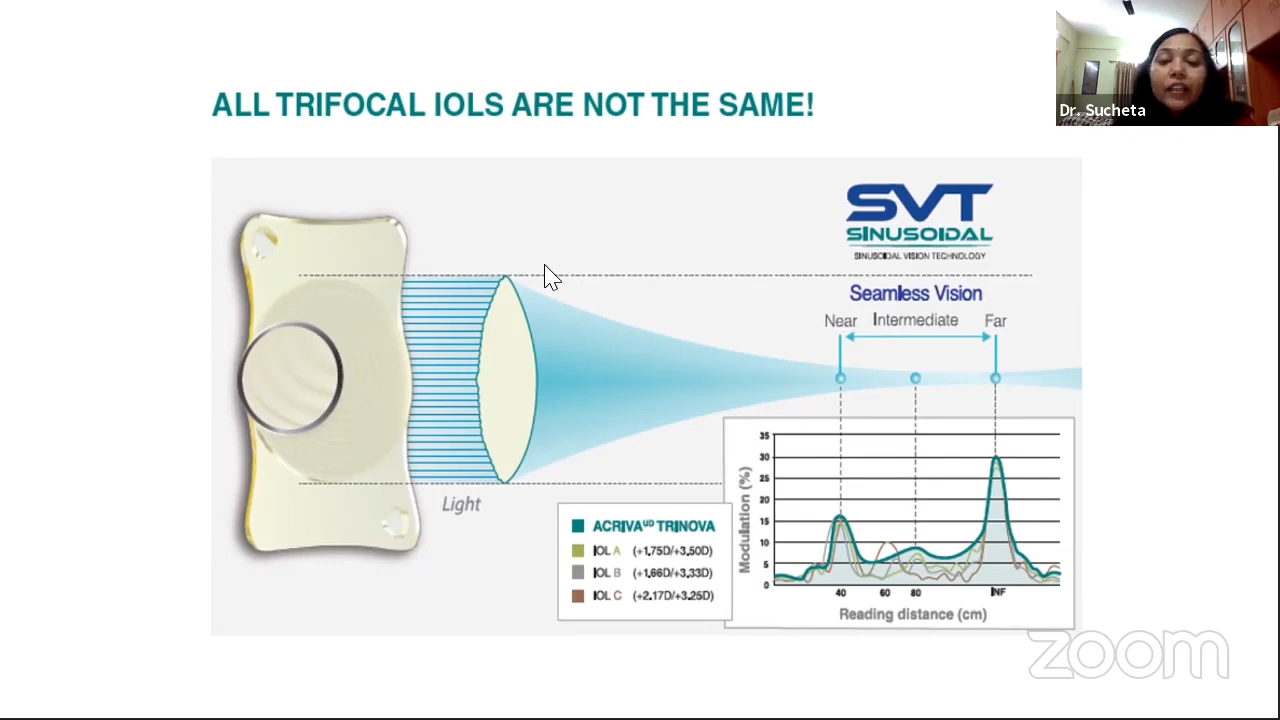 Dr. Sucheta
ALL TRIFOCAL IOLS ARE NOT THE SAME!
SVT
SINUSOIDAL
SINUSOIDAL VISION TECHNOLOGY
Seamless Vision
Near Intermediate Far
Light
ACRIVA UD TRINOVA
IOL A (+1.75D/+3.50D)
IOL B (+1.66D/+3.33D)
IOL C (+2.17D/+3.25D)
Modulation (%)
35
30
25
20
15
10
5
0
40 60 80 INF
Reading distance (cm)
zoom